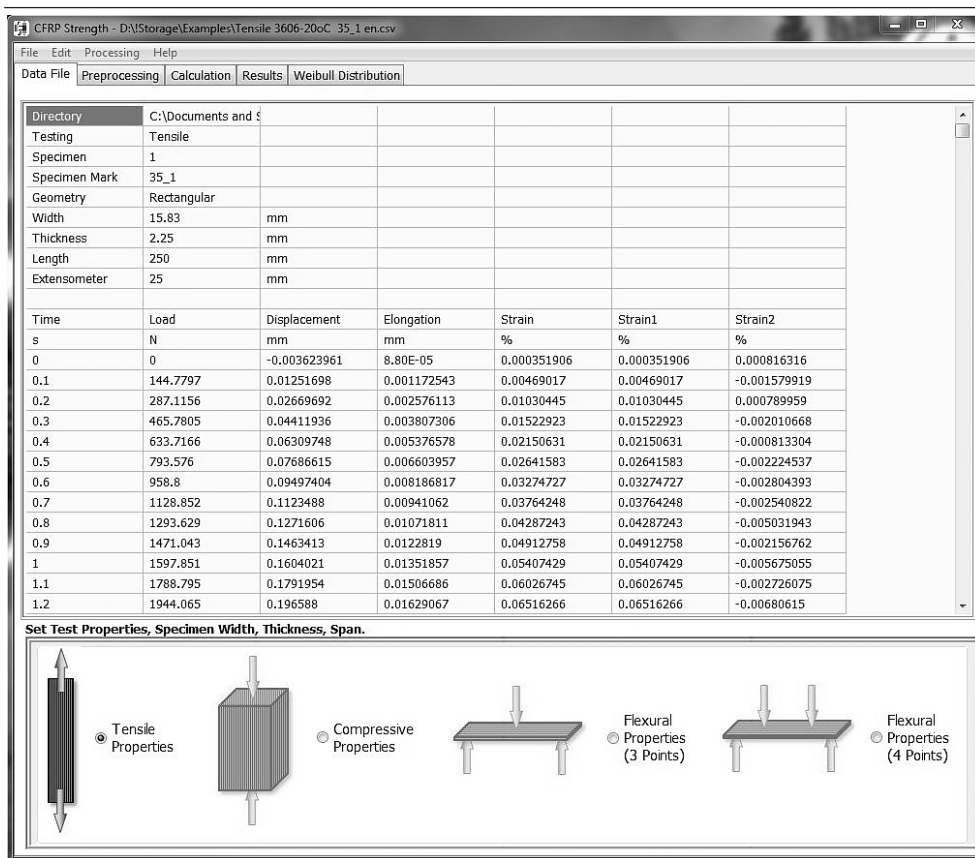 CFRP Strength - D:\!Storage\Examples\Tensile 3606-20oC 35_1 en.csv
File Edit Processing Help
Data File Preprocessing Calculation Results Weibull Distribution
Directory C:\Documents and S
Testing Tensile
Specimen 1
Specimen Mark 35_1
Geometry Rectangular
Width 15.83 mm
Thickness 2.25 mm
Length 250 mm
Extensometer 25 mm
Time Load Displacement Elongation Strain Strain1 Strain2
s N mm mm % % %
0 0 -0.003623961 8.80E-05 0.000351906 0.000351906 0.000816316
0.1 144.7797 0.01251698 0.001172543 0.00469017 0.00469017 -0.001579919
0.2 287.1156 0.02669692 0.002576113 0.01030445 0.01030445 0.000789959
0.3 465.7805 0.04411936 0.003807306 0.01522923 0.01522923 -0.002010668
0.4 633.7166 0.06309748 0.005376578 0.02150631 0.02150631 -0.000813304
0.5 793.576 0.07686615 0.006603957 0.02641583 0.02641583 -0.002224537
0.6 958.8 0.09497404 0.008186817 0.03274727 0.03274727 -0.002804393
0.7 1128.852 0.1123488 0.00941062 0.03764248 0.03764248 -0.002540822
0.8 1293.629 0.1271606 0.01071811 0.04287243 0.04287243 -0.005031943
0.9 1471.043 0.1463413 0.0122819 0.04912758 0.04912758 -0.002156762
1 1597.851 0.1604021 0.01351857 0.05407429 0.05407429 -0.005675055
1.1 1788.795 0.1791954 0.01506686 0.06026745 0.06026745 -0.002726075
1.2 1944.065 0.196588 0.01629067 0.06516266 0.06516266 -0.00680615
Set Test Properties, Specimen Width, Thickness, Span.
Tensile
Properties
Compressive
Properties
Flexural
Properties
(3 Points)
Flexural
Properties
(4 Points)